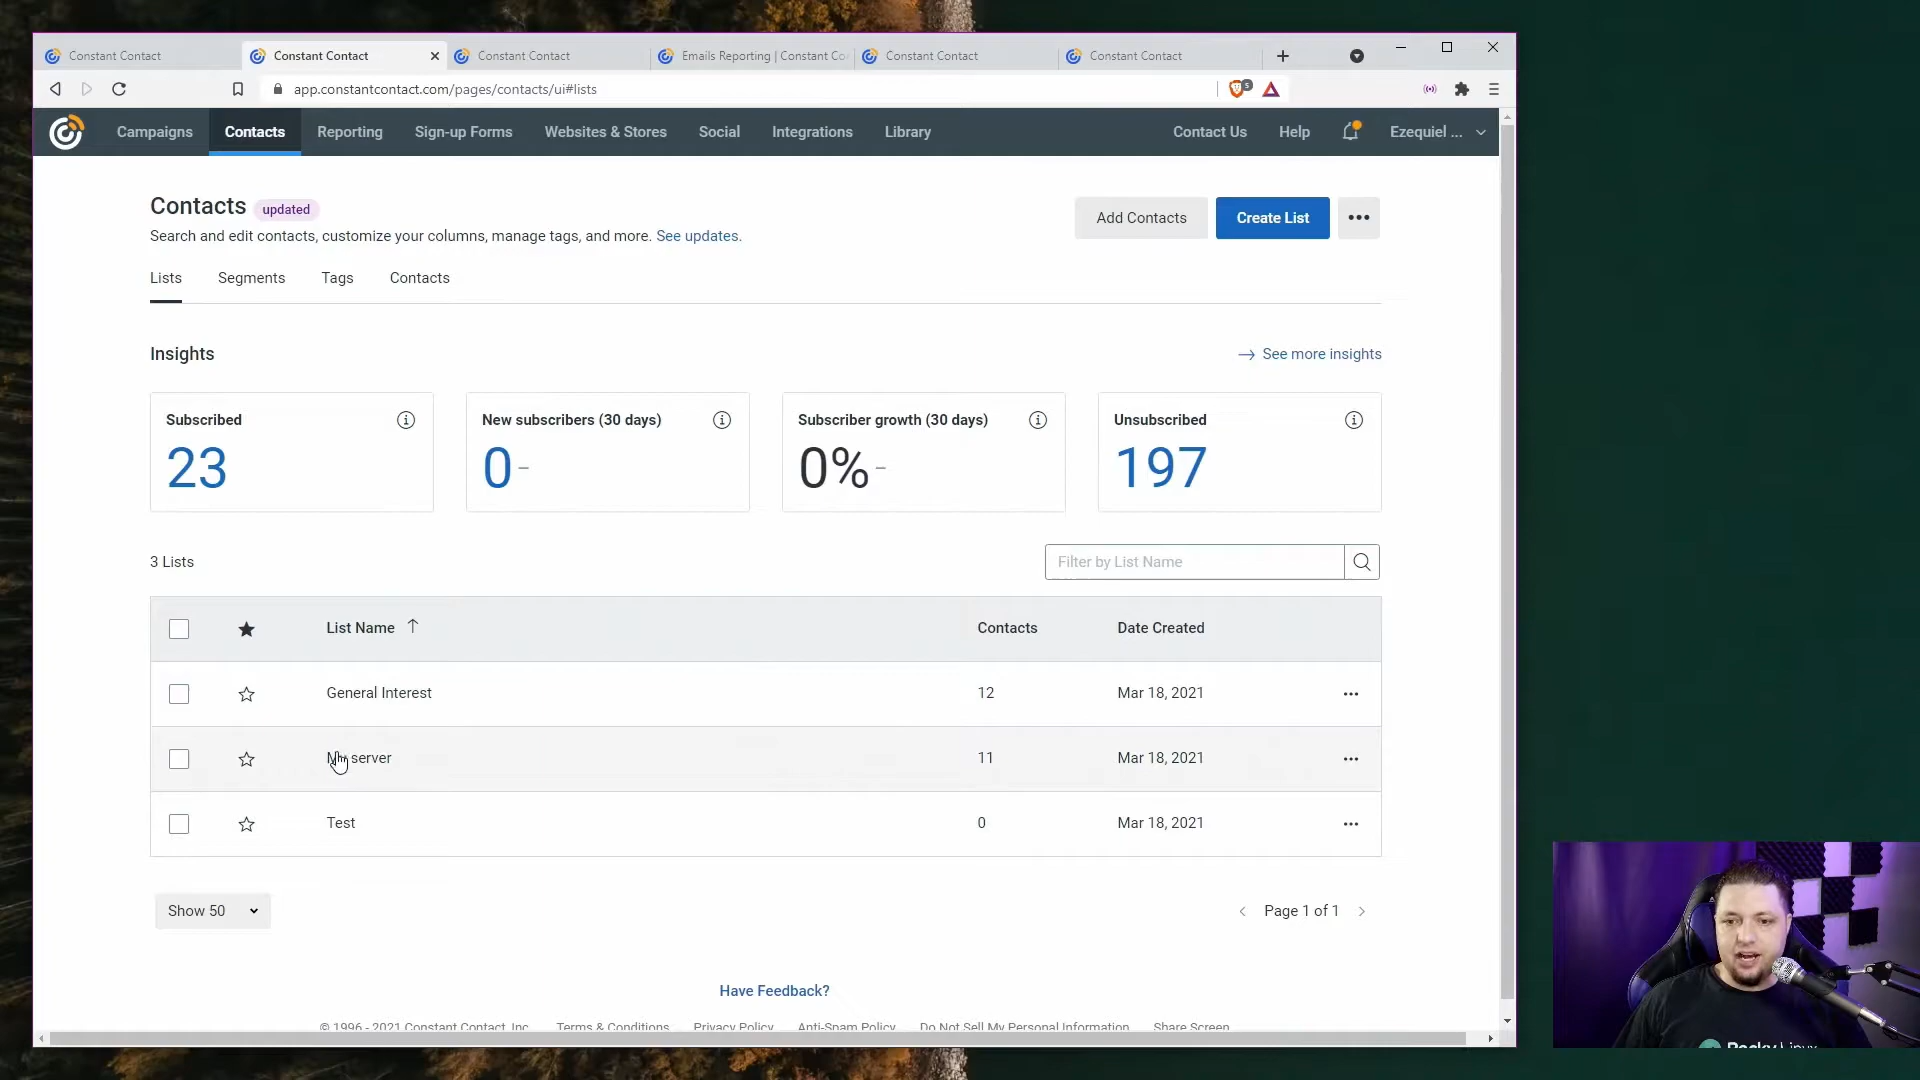 Constant Contact
Constant Contact
Constant Contact
Emails Reporting | Constant Co
Constant Contact
Constant Contact
app.constantcontact.com/pages/contacts/ui#lists
5
Campaigns
Contacts
Reporting
Sign-up Forms
Websites & Stores
Social
Integrations
Library
Contact Us
Help
Ezequiel ...
Contacts updated
Search and edit contacts, customize your columns, manage tags, and more. See updates.
Add Contacts
Create List
Lists
Segments
Tags
Contacts
Insights
See more insights
Subscribed
23
New subscribers (30 days)
0 –
Subscriber growth (30 days)
0% –
Unsubscribed
197
3 Lists
Filter by List Name
List Name
Contacts
Date Created
General Interest
12
Mar 18, 2021
server
11
Mar 18, 2021
Test
0
Mar 18, 2021
Show 50
Page 1 of 1
Have Feedback?
© 1996 - 2021 Constant Contact, Inc.
Terms & Conditions
Privacy Policy
Anti-Spam Policy
Do Not Sell My Personal Information
Share Screen
Rocky Linux